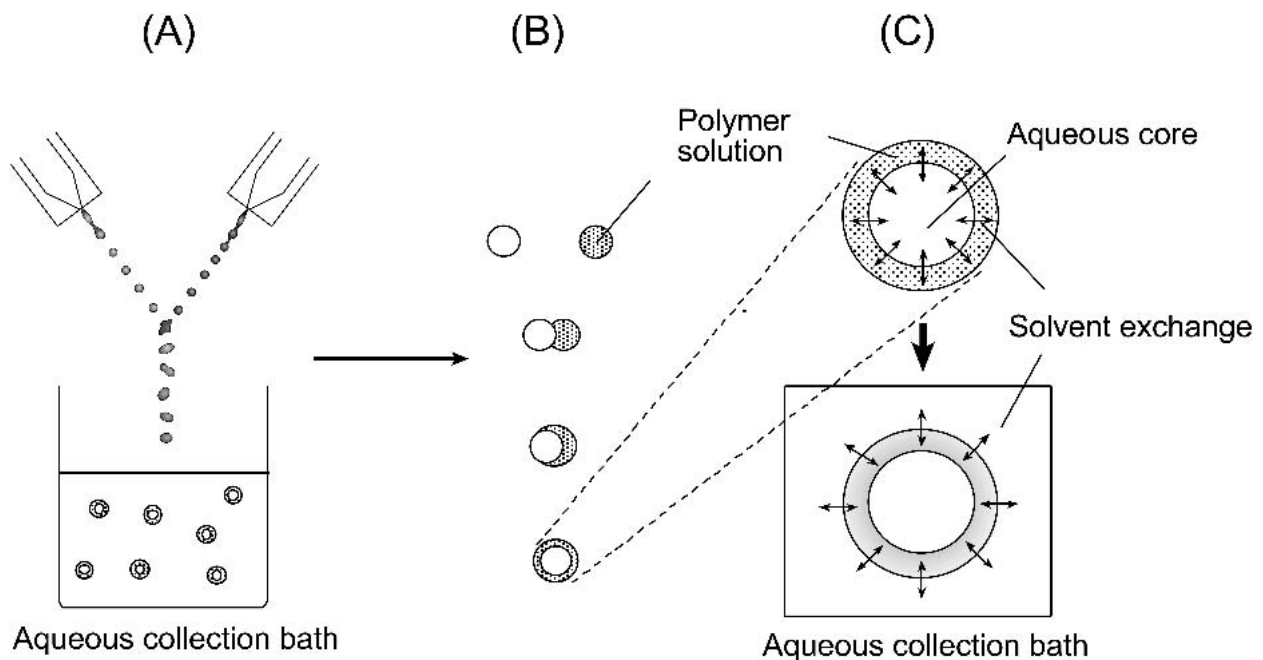 (A)
(B)
(C)
Polymer
solution
Aqueous core
Solvent exchange
Aqueous collection bath
Aqueous collection bath